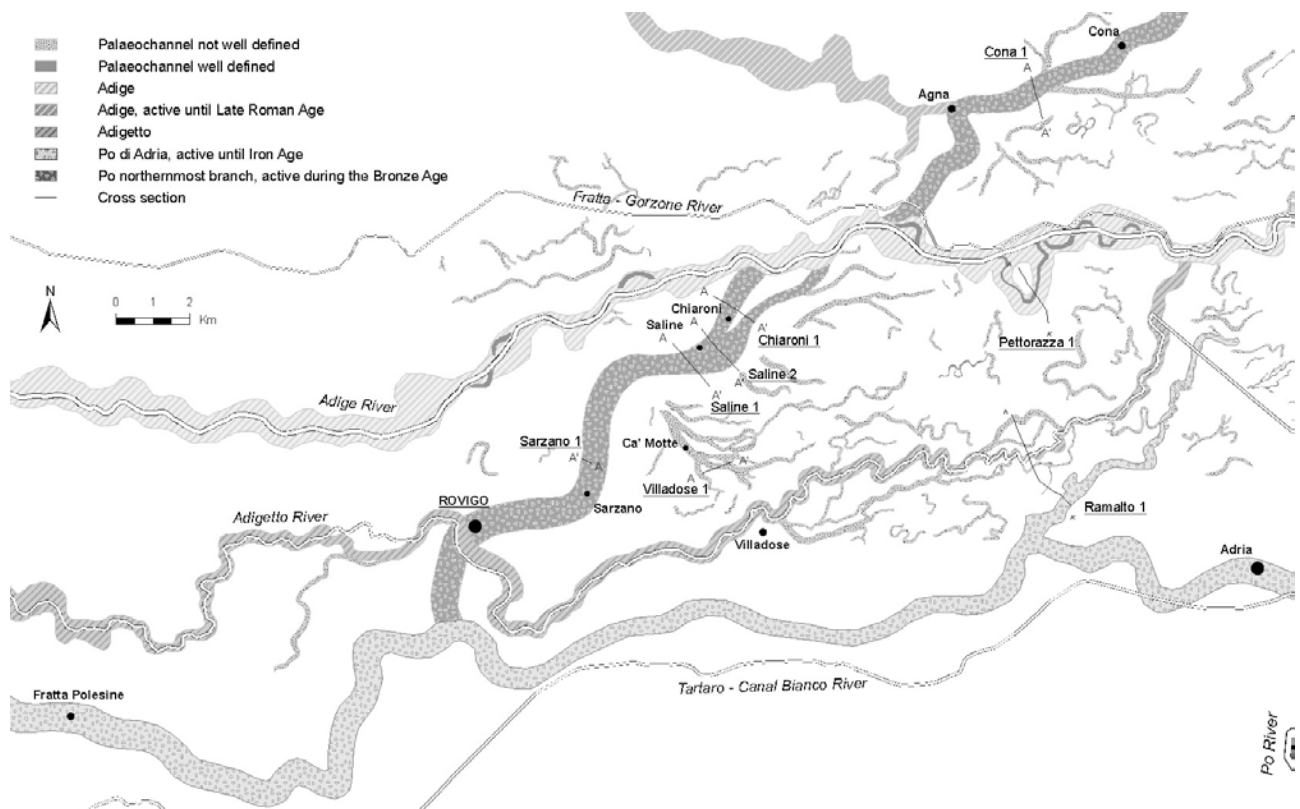 Palaeochannel not well defined
Palaeochannel well defined
Adige
Adige, active until Late Roman Age
Adigetto
Po di Adria, active until Iron Age
Po northernmost branch, active during the Bronze Age
Cross section
N
0 1 2
Km
Cona
Cona 1
A
Agna
A'
Fratta - Gorzone River
Chiaroni
A
Saline
A
A
A'
Chiaroni 1
Pettorazza 1
Saline 2
A'
A'
Saline 1
Adige River
Sarzano 1
A' A
Ca' Motte
A A'
Villadose 1
Sarzano
ROVIGO
Adigetto River
Villadose
Ramalto 1
Adria
Tartaro - Canal Bianco River
Fratta Polesine
Po River